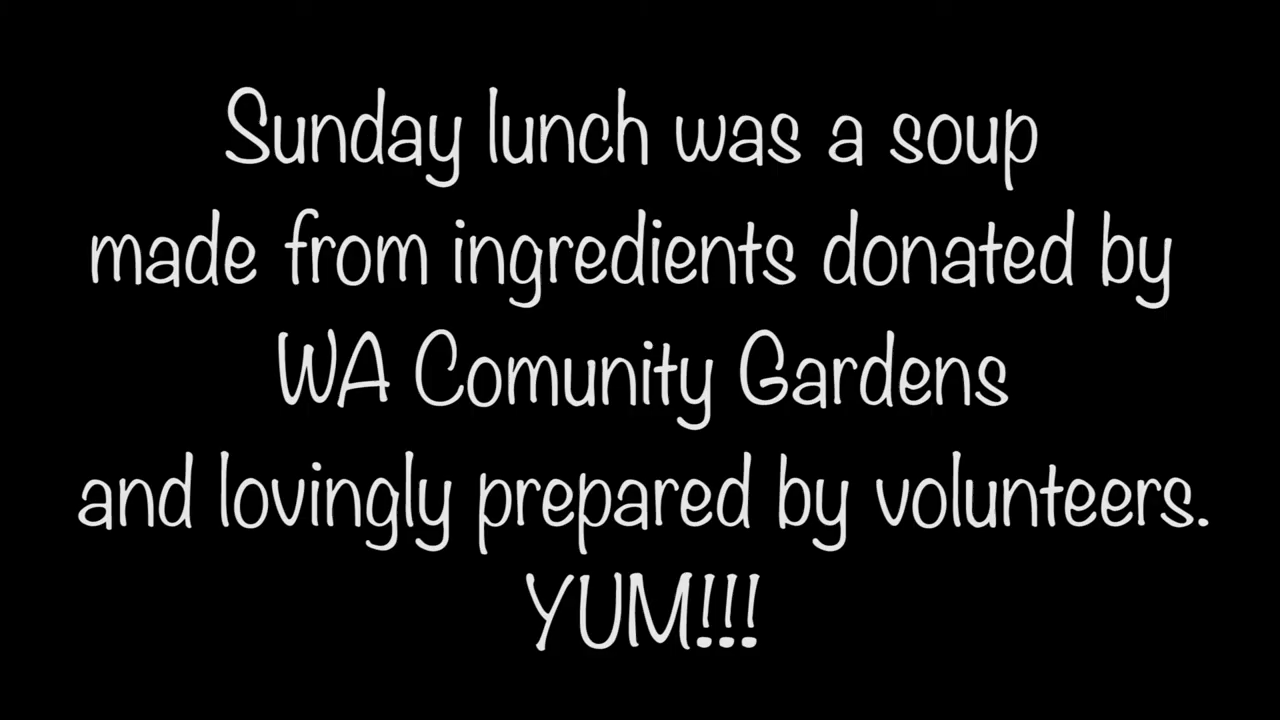 Sunday lunch was a soup
made from ingredients donated by
WA Comunity Gardens
and lovingly prepared by volunteers.
YUM!!!